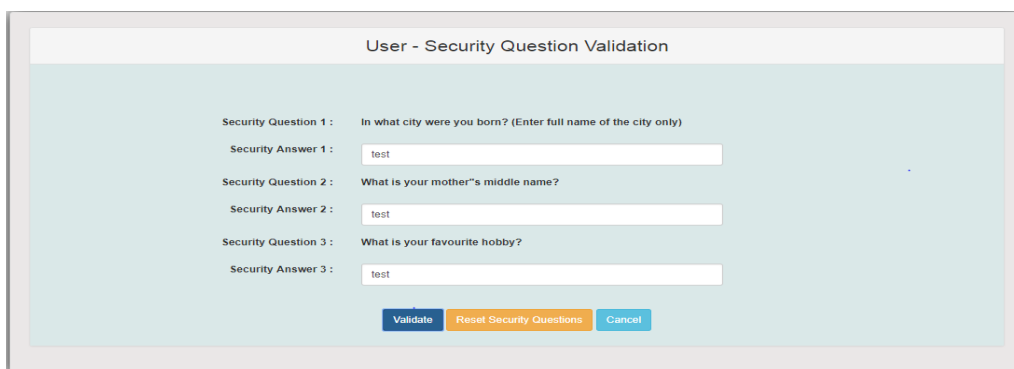 User - Security Question Validation
Security Question 1 : In what city were you born? (Enter full name of the city only)
Security Answer 1 : test
Security Question 2 : What is your mother"s middle name?
Security Answer 2 : test
Security Question 3 : What is your favourite hobby?
Security Answer 3 : test
Validate Reset Security Questions Cancel